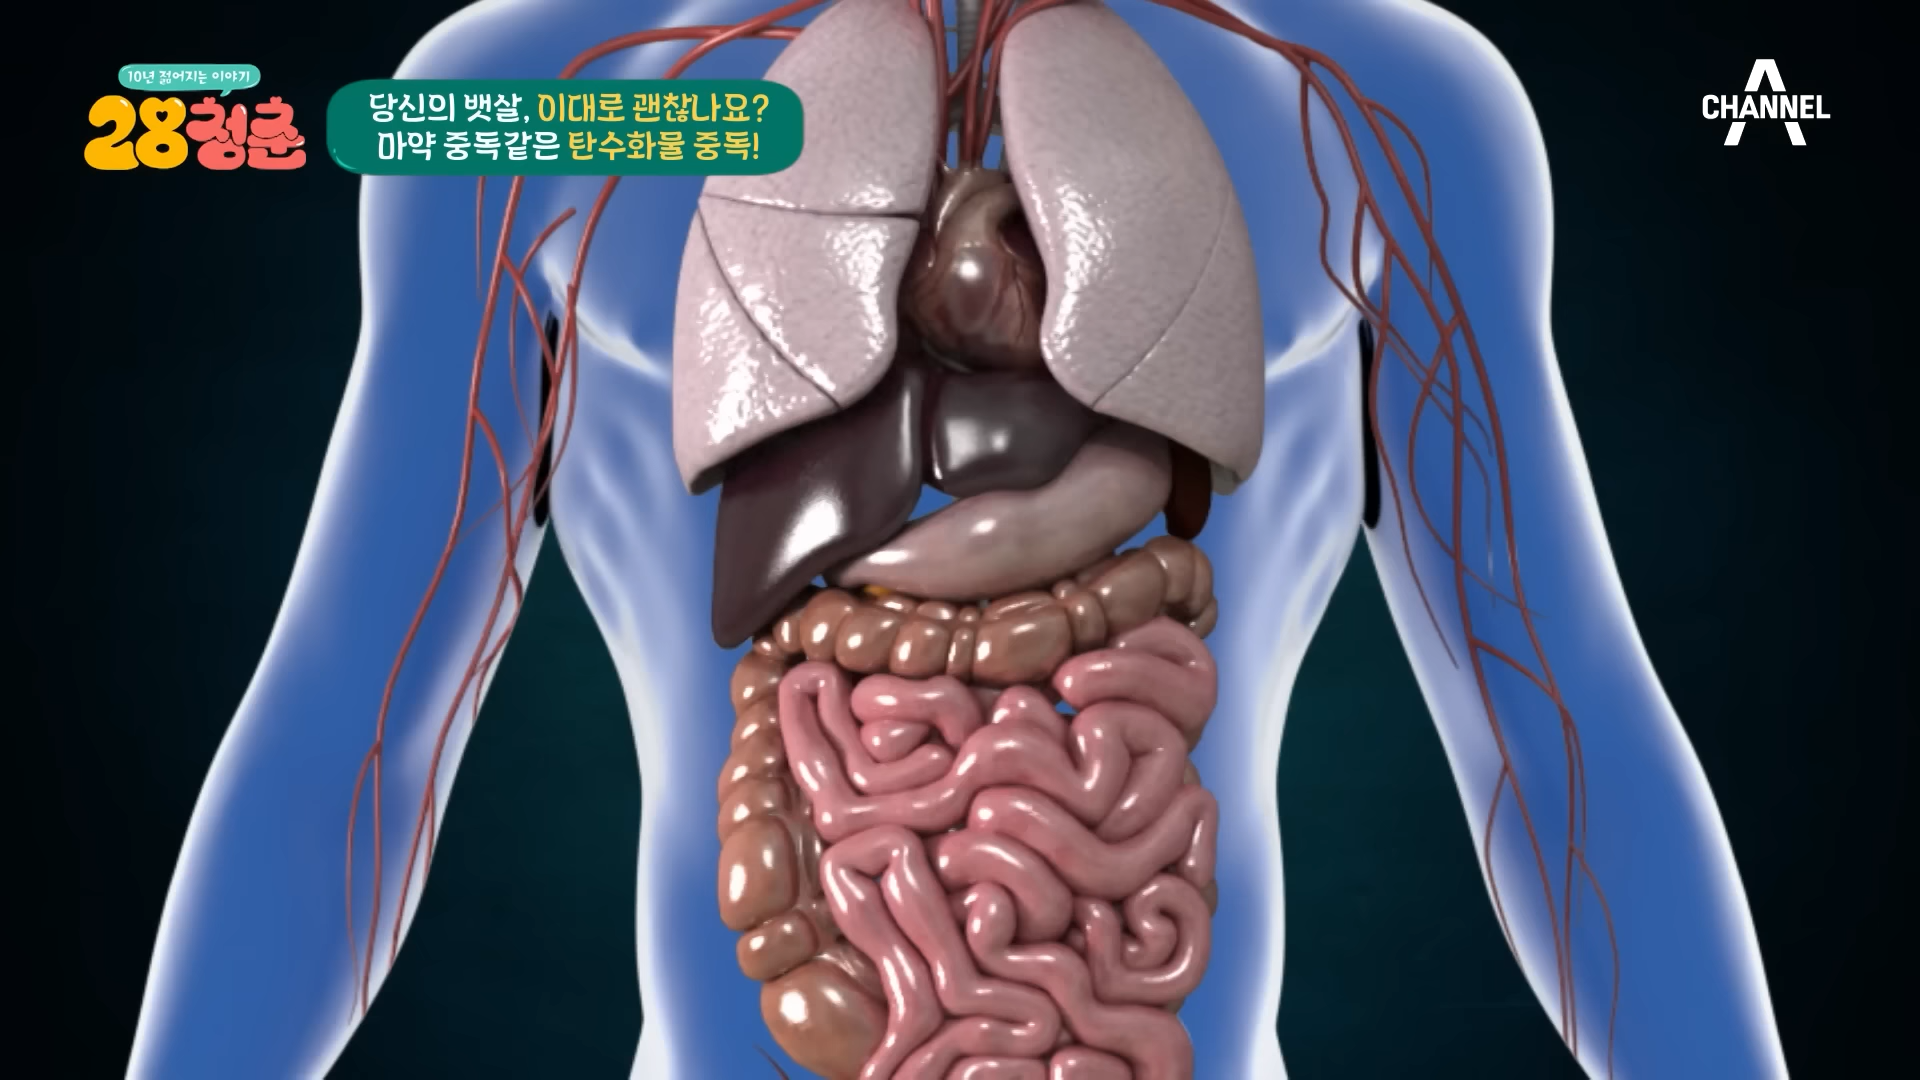 10년 젊어지는 이야기
28청춘
당신의 뱃살, 이대로 괜찮나요?
마약 중독같은 탄수화물 중독!
CHANNEL A